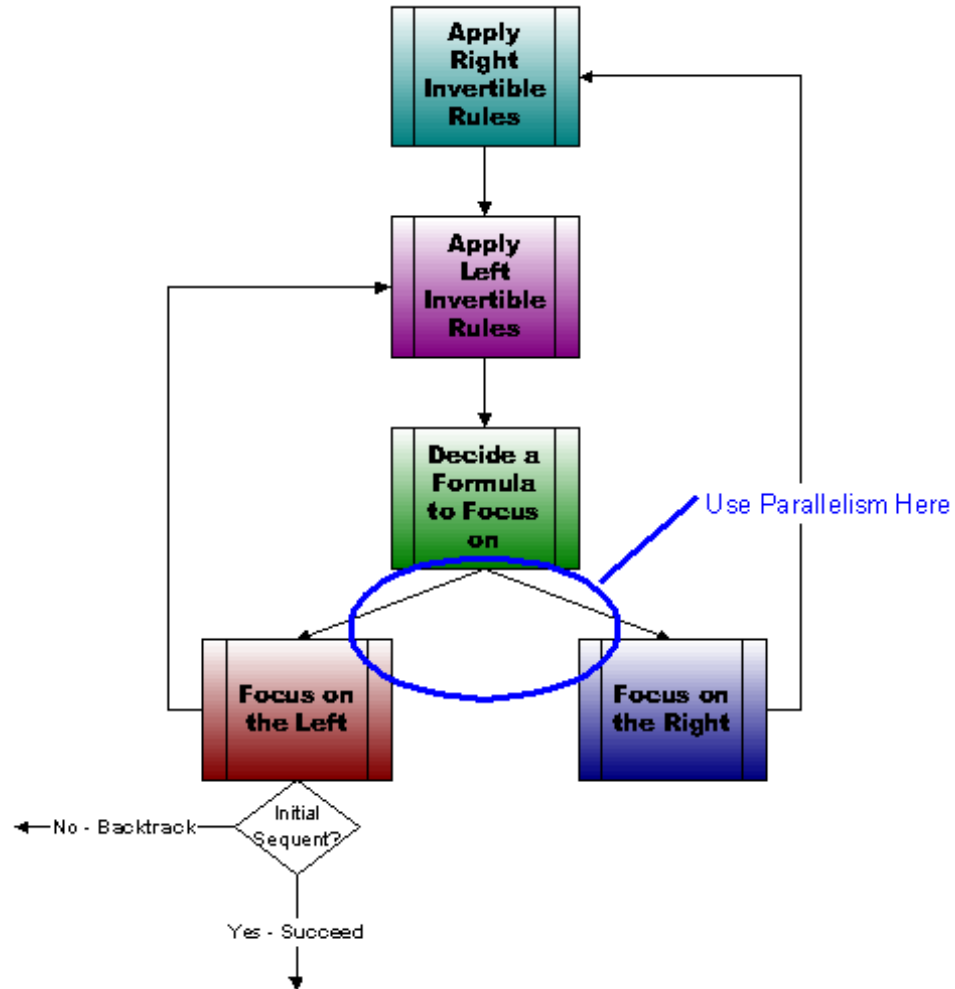 Apply
Right
Invertible
Rules
Apply
Left
Invertible
Rules
Decide a
Formula
to Focus
on
Use Parallelism Here
Focus on
the Left
Focus on
the Right
Initial
Sequent?
No - Backtrack
Yes - Succeed